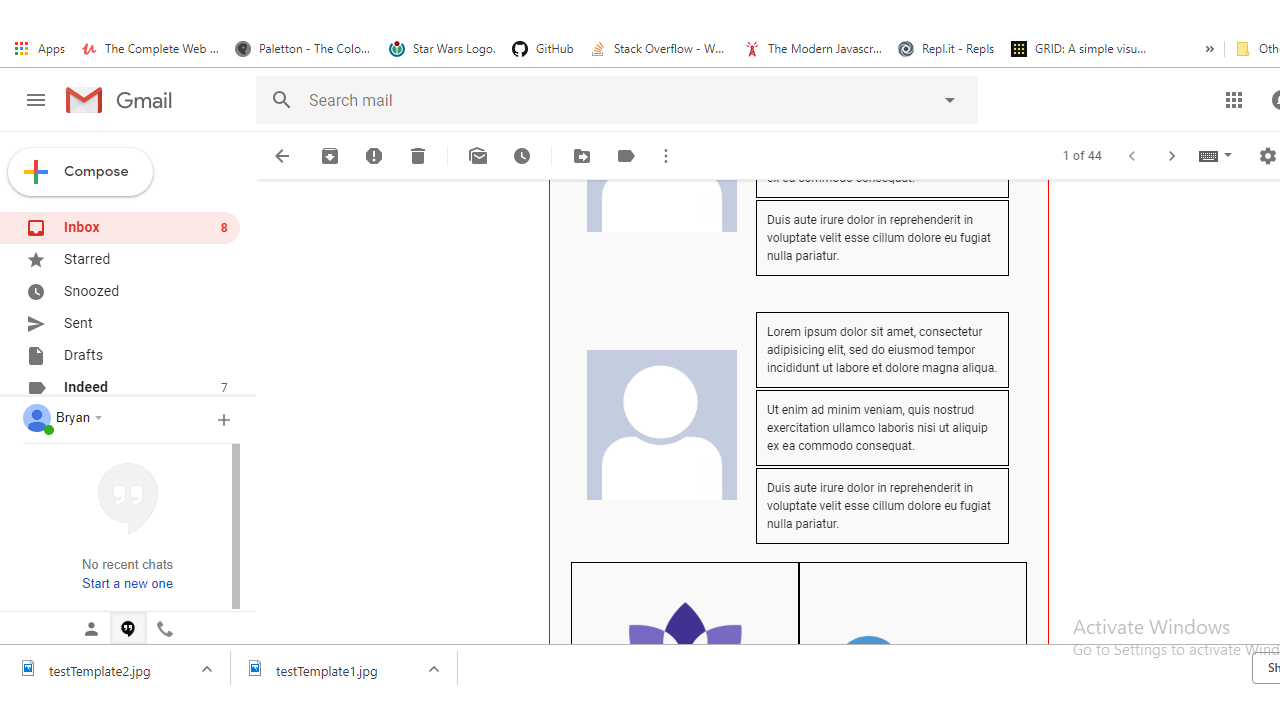 Apps The Complete Web ... Paletton - The Colo... Star Wars Logo. GitHub Stack Overflow - W... The Modern Javascr... Repl.it - Repls GRID: A simple visu... » Othe
Gmail Search mail
Compose 1 of 44
Inbox 8
Starred
Snoozed
Sent
Drafts
Indeed 7
Bryan
No recent chats
Start a new one
ex ea commodo consequat.
Duis aute irure dolor in reprehenderit in
voluptate velit esse cillum dolore eu fugiat
nulla pariatur.
Lorem ipsum dolor sit amet, consectetur
adipisicing elit, sed do eiusmod tempor
incididunt ut labore et dolore magna aliqua.
Ut enim ad minim veniam, quis nostrud
exercitation ullamco laboris nisi ut aliquip
ex ea commodo consequat.
Duis aute irure dolor in reprehenderit in
voluptate velit esse cillum dolore eu fugiat
nulla pariatur.
Activate Windows
Go to Settings to activate Wind
testTemplate2.jpg testTemplate1.jpg Sh